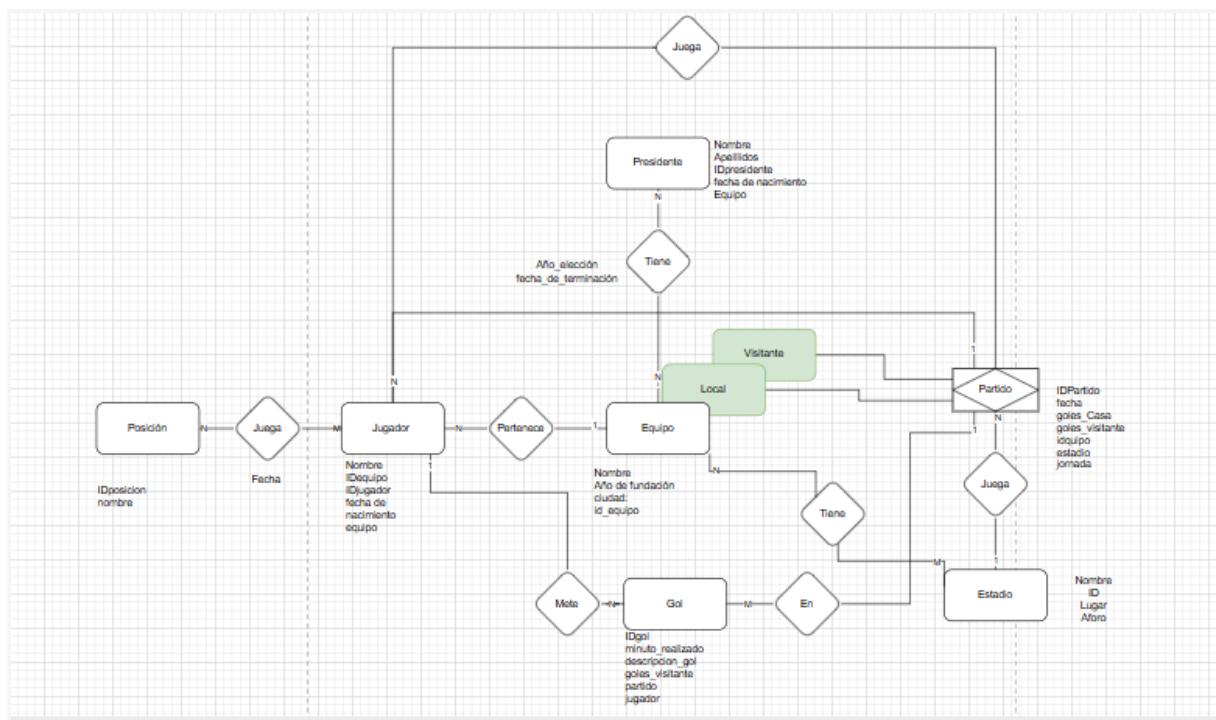 Juega
Presidente
Nombre
Apelllidos
IDpresidente
fecha de nacimiento
Equipo
N
Tiene
Año_elección
fecha_de_terminación
Visitante
1
N
N
Local
Partido
IDPartido
fecha
goles_Casa
goles_visitante
idquipo
estadio
jornada
N
1
Posición
N
Juega
M
Jugador
N
Pertenece
1
Equipo
Fecha
IDposicion
nombre
Nombre
IDequipo
IDjugador
fecha de
nacimiento
equipo
1
Nombre
Año de fundación
ciudad:
id_equipo
N
Tiene
Juega
M
1
Estadio
Nombre
ID
Lugar
Aforo
Mete
N
Gol
M
En
IDgol
minuto_realizado
descripcion_gol
goles_visitante
partido
jugador